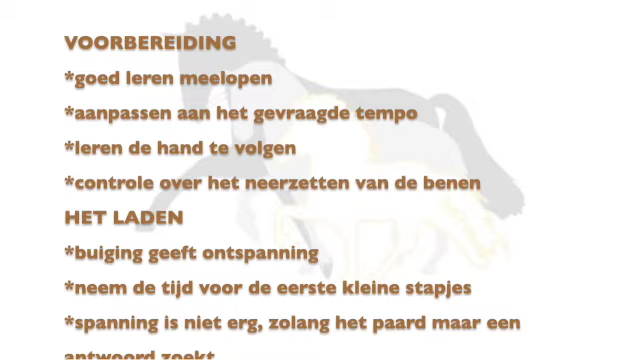 VOORBEREIDING
*goed leren meelopen
*aanpassen aan het gevraagde tempo
*leren de hand te volgen
*controle over het neerzetten van de benen
HET LADEN
*buiging geeft ontspanning
*neem de tijd voor de eerste kleine stapjes
*spanning is niet erg, zolang het paard maar een
antwoord zoekt